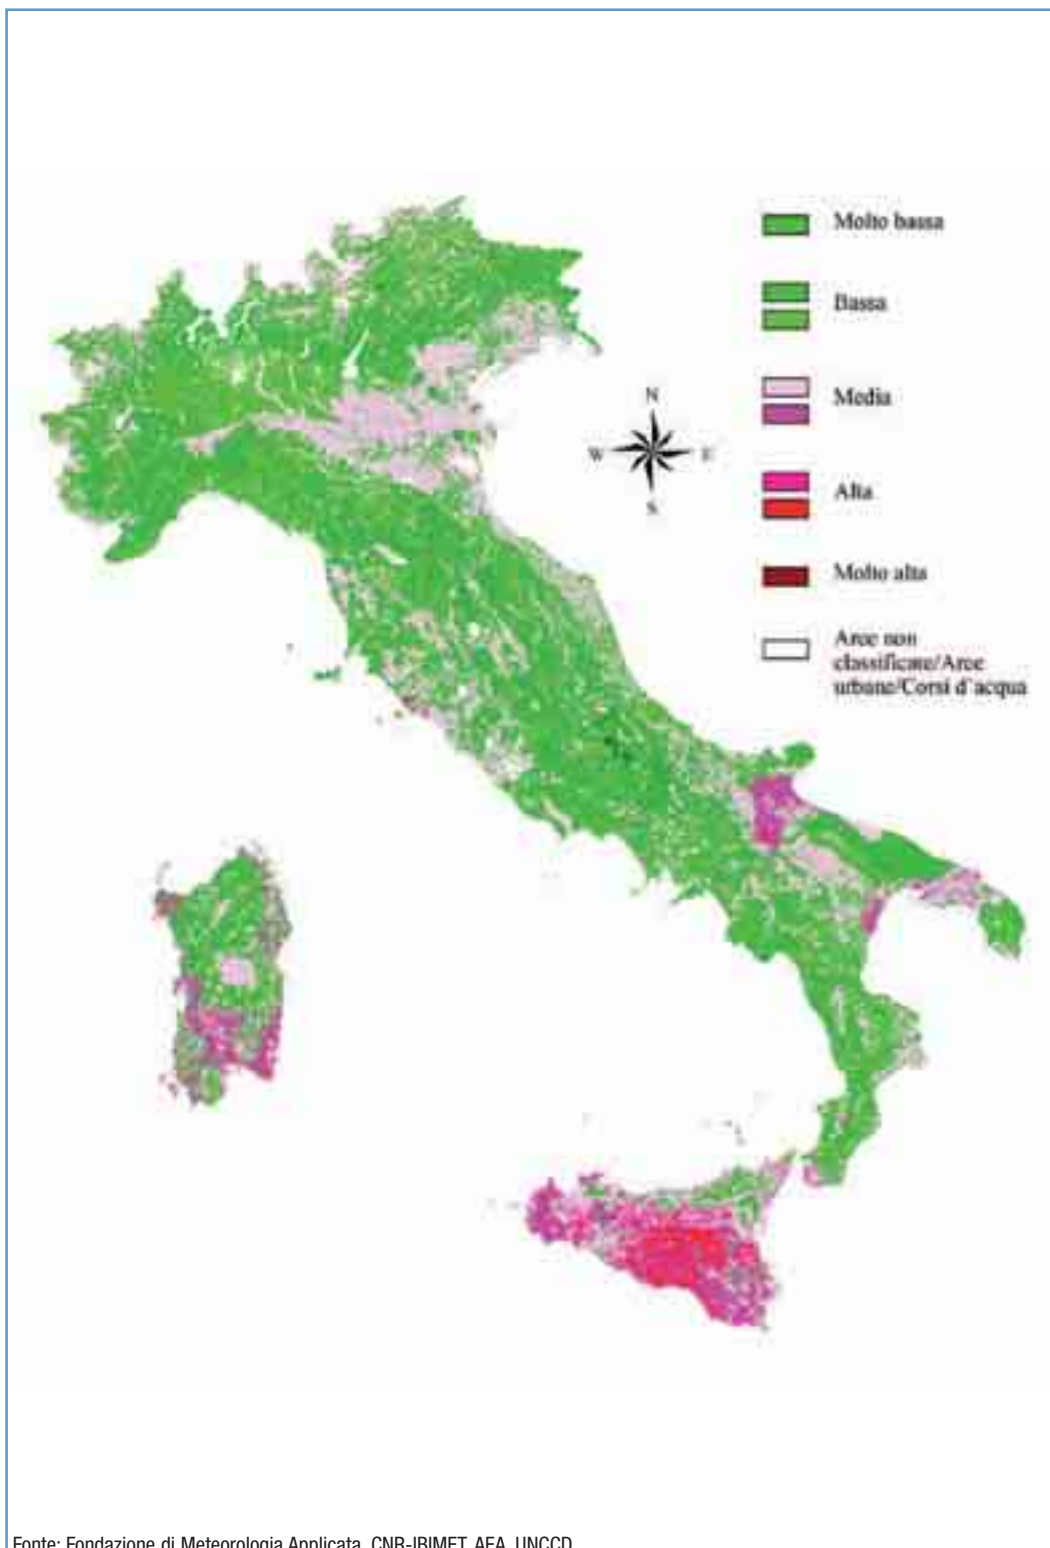 Molto bassa
Bassa
Media
Alta
Molto alta
Aree non
classificate/Aree
urbane/Corsi d'acqua
N
W E
S
Fonte: Fondazione di Meteorologia Applicata, CNR-IBIMET, AEA, UNCCD